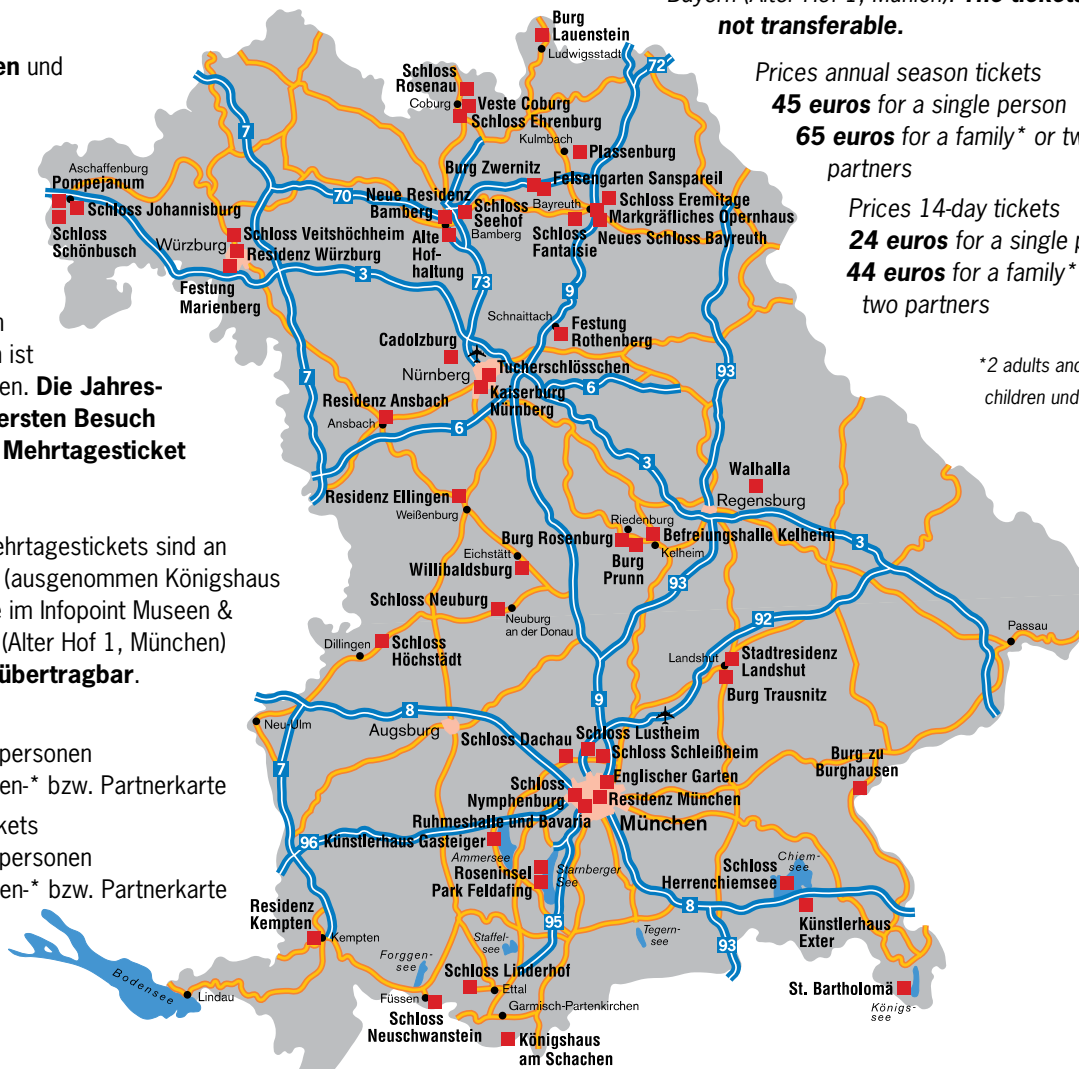 Bayern (Alter Hof 1, Munich). The tickets
not transferable.
Prices annual season tickets
45 euros for a single person
65 euros for a family* or tw
partners
Prices 14-day tickets
24 euros for a single p
44 euros for a family*
two partners
*2 adults and
children und
en und
n
n ist
en. Die Jahres-
ersten Besuch
Mehrtagesticket
ehrtagestickets sind an
(ausgenommen Königshaus
e im Infopoint Museen &
(Alter Hof 1, München)
übertragbar.
personen
en-* bzw. Partnerkarte
kets
personen
en-* bzw. Partnerkarte
Burg
Lauenstein
Ludwigsstadt
72
Schloss
Rosenau
Coburg
Veste Coburg
Schloss Ehrenburg
7
Kulmbach
Plassenburg
Aschaffenburg
Pompejanum
Schloss Johannisburg
Schloss
Schönbusch
70
Burg Zwernitz
Felsengarten Sanspareil
Neue Residenz
Bamberg
Schloss
Seehof
Bamberg
Alte
Hof-
haltung
Bayreuth
Schloss Eremitage
Markgräfliches Opernhaus
Neues Schloss Bayreuth
Schloss
Fantaisie
Schloss Veitshöchheim
Würzburg
Residenz Würzburg
Festung
Marienberg
3
73
9
Schnaittach
Festung
Rothenberg
Cadolzburg
Nürnberg
Tucherschlösschen
Kaiserburg
Nürnberg
7
6
93
Residenz Ansbach
Ansbach
6
3
Walhalla
Regensburg
Residenz Ellingen
Weißenburg
Riedenburg
Burg Rosenburg
Befreiungshalle Kelheim
Kelheim
Burg
Prunn
3
Eichstätt
Willibaldsburg
93
Schloss Neuburg
Neuburg
an der Donau
92
Passau
Dillingen
Schloss
Höchstädt
Landshut
Stadtresidenz
Landshut
Burg Trausnitz
9
Neu-Ulm
8
Augsburg
Schloss Dachau
Schloss Lustheim
Schloss Schleißheim
7
Englischer Garten
Schloss
Nymphenburg
Residenz München
Ruhmeshalle und Bavaria
München
Burg zu
Burghausen
96
Künstlerhaus Gasteiger
Ammersee
Roseninsel
Park Feldafing
Starnberger
See
Chiem-
see
Schloss
Herrenchiemsee
8
Künstlerhaus
Exter
95
93
Residenz
Kempten
Kempten
Staffel-
see
Tegern-
see
Forggen-
see
Schloss Linderhof
Ettal
St. Bartholomä
Königs-
see
Bodensee
Lindau
Füssen
Garmisch-Partenkirchen
Schloss
Neuschwanstein
Königshaus
am Schachen